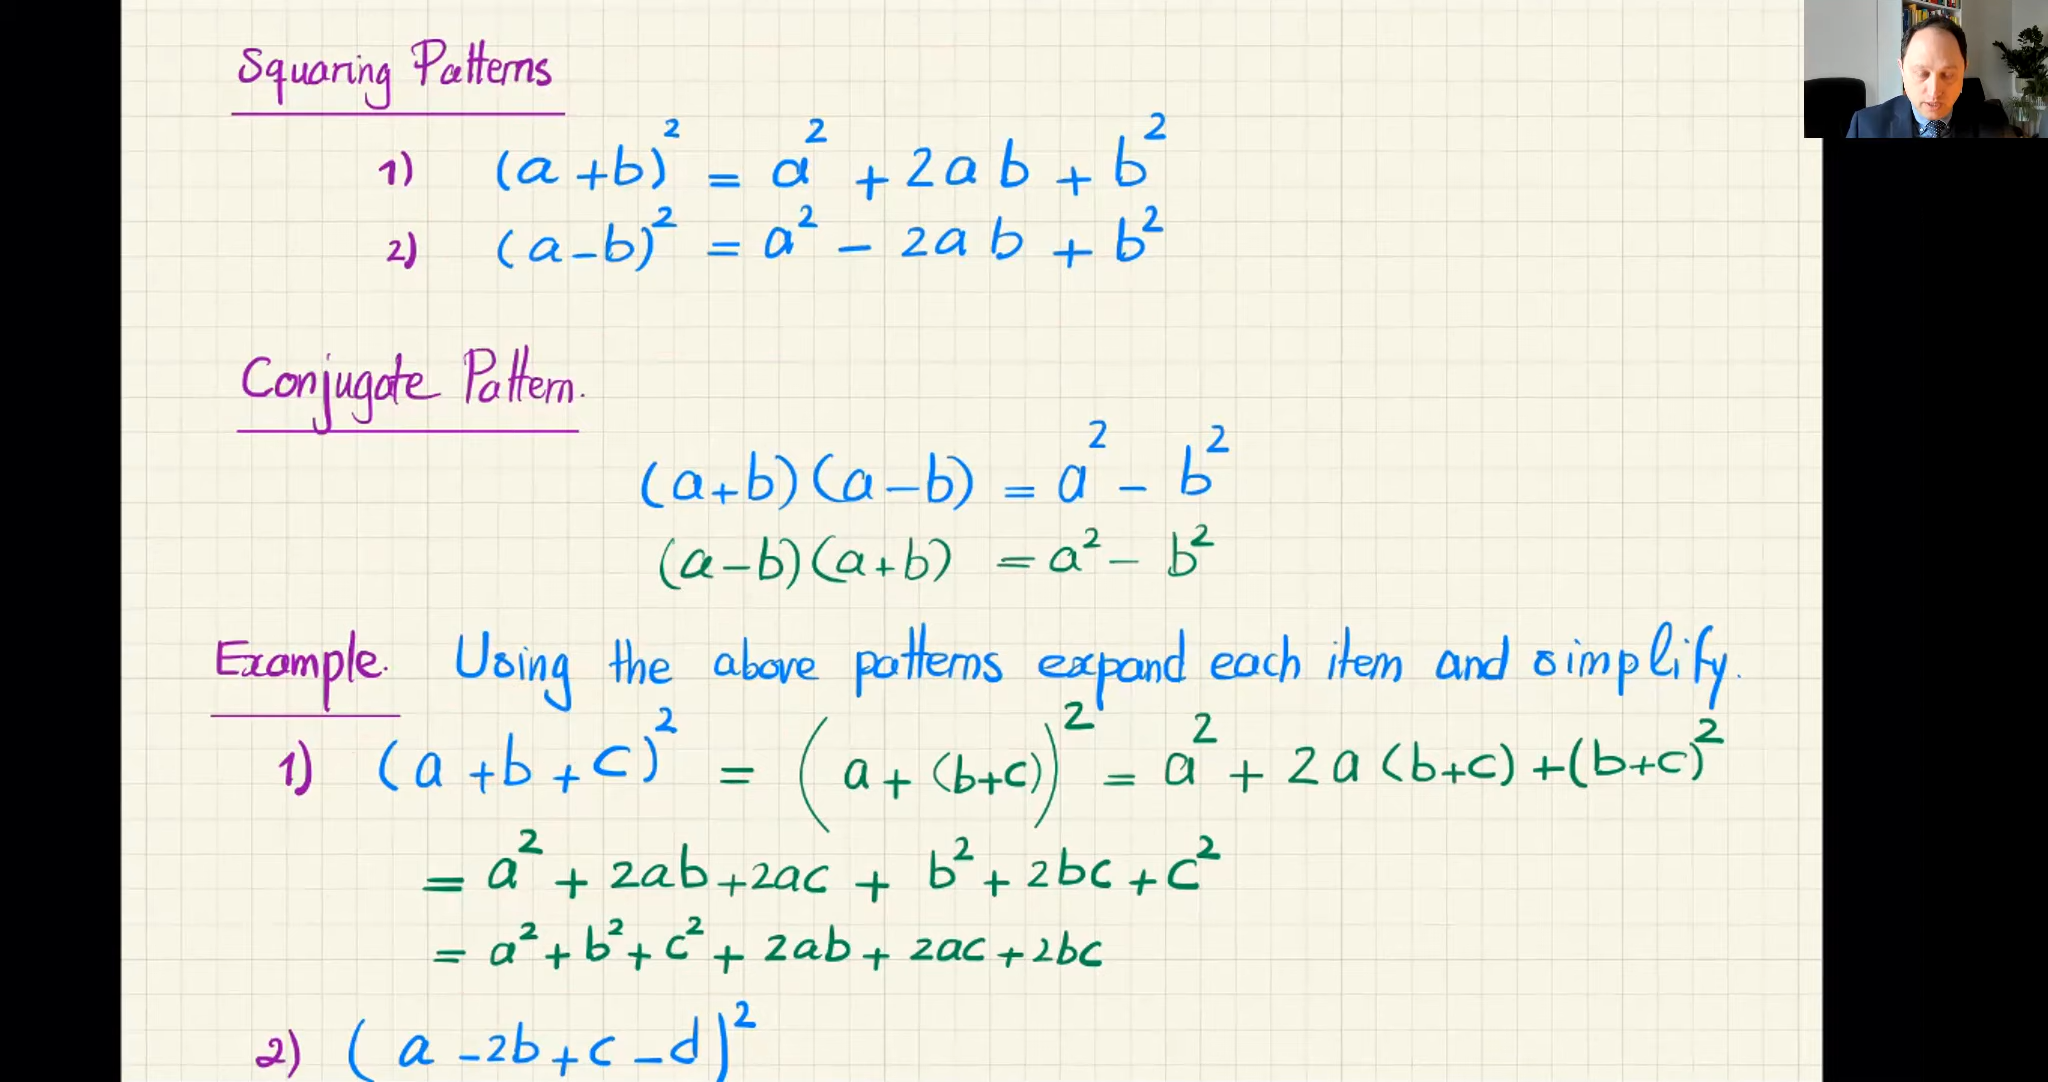 Squaring Patterns
1) (a+b)² = a² + 2ab + b²
2) (a-b)² = a² - 2ab + b²
Conjugate Pattern.
(a+b)(a-b) = a² - b²
(a-b)(a+b) = a² - b²
Example. Using the above patterns expand each item and simplify.
1) (a+b+c)² = (a+(b+c))² = a² + 2a(b+c) + (b+c)²
= a² + 2ab + 2ac + b² + 2bc + c²
= a² + b² + c² + 2ab + 2ac + 2bc
2) (a-2b+c-d)²